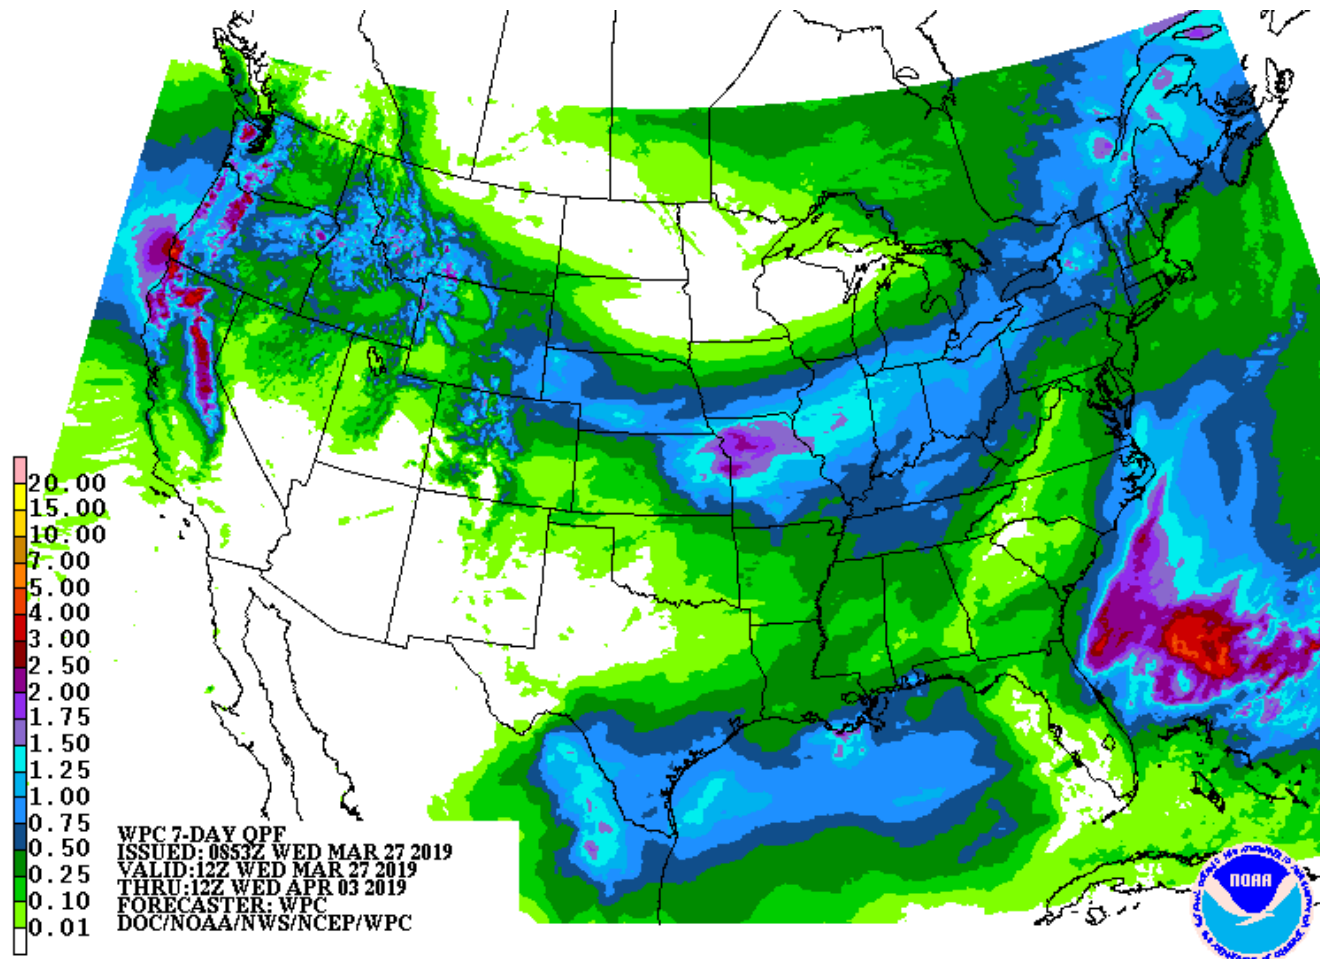 20.00
15.00
10.00
7.00
5.00
4.00
3.00
2.50
2.00
1.75
1.50
1.25
1.00
0.75
0.50
0.25
0.10
0.01
WPC 7-DAY QPF
ISSUED: 0853Z WED MAR 27 2019
VALID:12Z WED MAR 27 2019
THRU:12Z WED APR 03 2019
FORECASTER: WPC
DOC/NOAA/NWS/NCEP/WPC
NOAA